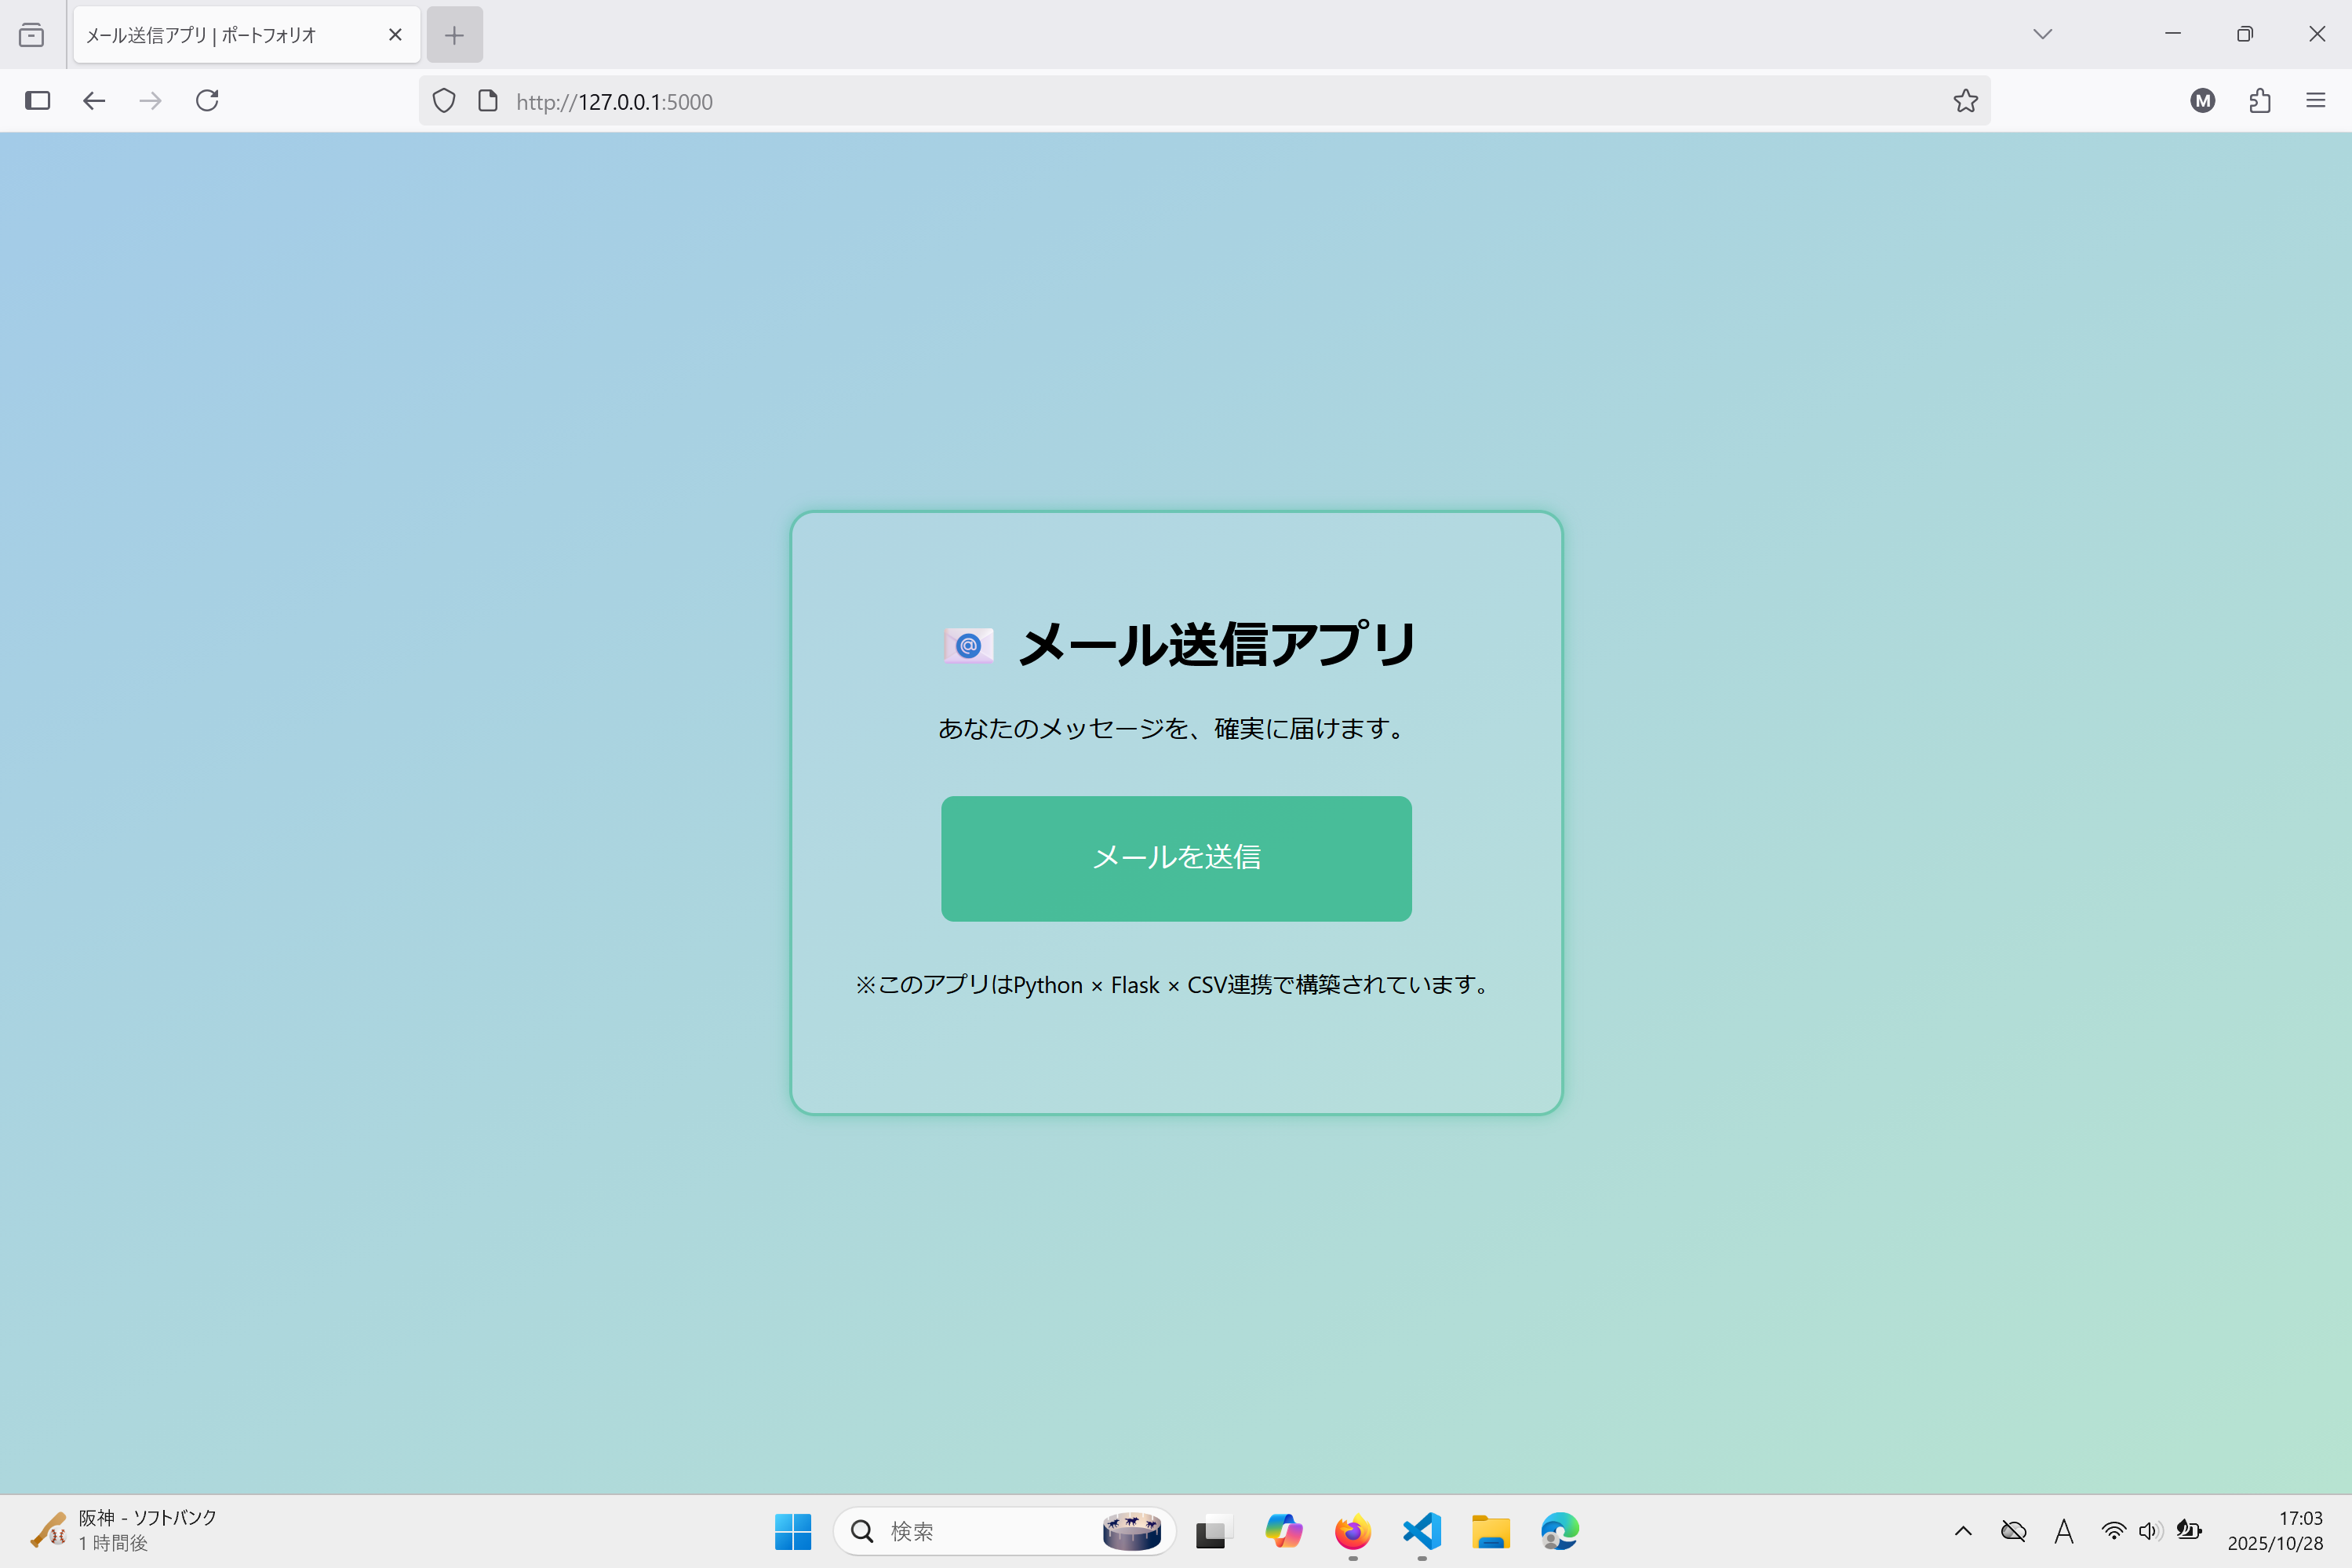 メール送信アプリ | ポートフォリオ
http://127.0.0.1:5000
M
メール送信アプリ
あなたのメッセージを、確実に届けます。
メールを送信
※このアプリはPython × Flask × CSV連携で構築されています。
阪神 - ソフトバンク
1 時間後
検索
A
17:03
2025/10/28